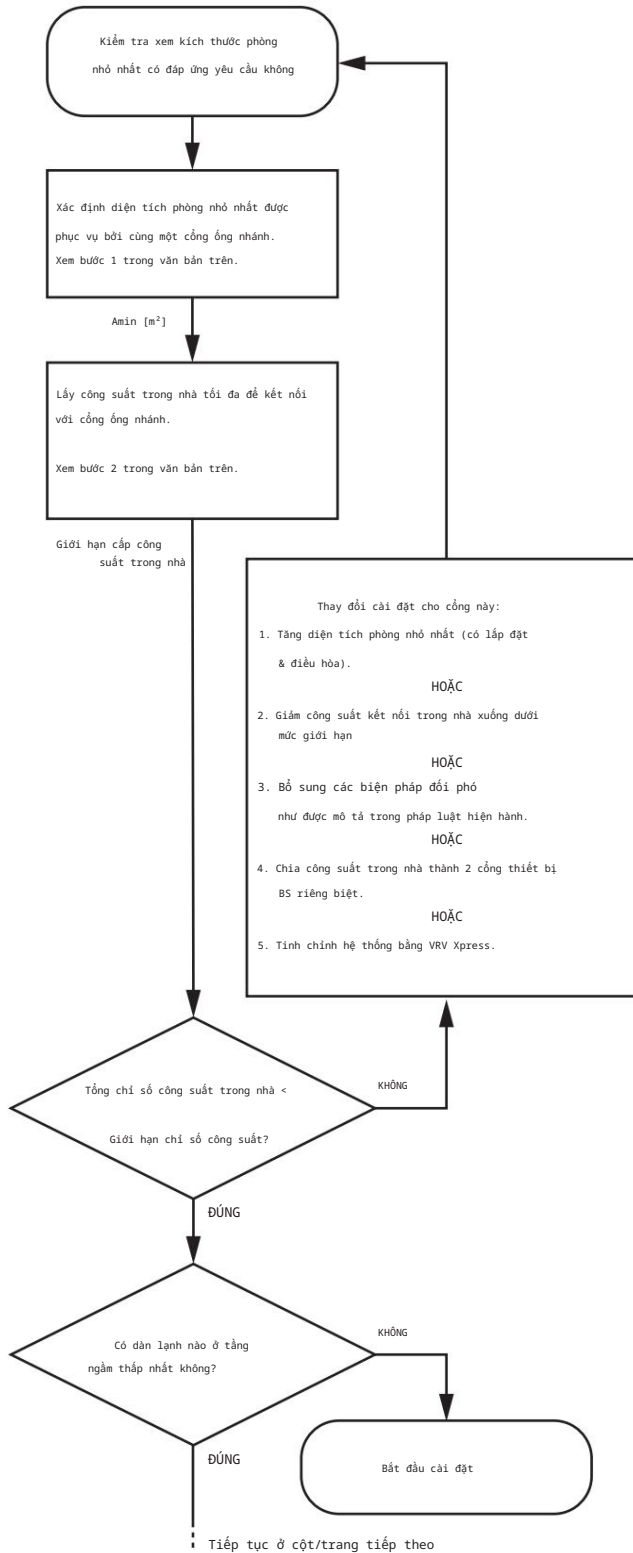 Kiểm tra xem kích thước phòng
nhỏ nhất có đáp ứng yêu cầu không
Xác định diện tích phòng nhỏ nhất được
phục vụ bởi cùng một cổng ống nhánh.
Xem bước 1 trong văn bản trên.
Amin [m²]
Lấy công suất trong nhà tối đa để kết nối
với cổng ống nhánh.
Xem bước 2 trong văn bản trên.
Giới hạn cấp công
suất trong nhà
Thay đổi cài đặt cho cổng này:
1. Tăng diện tích phòng nhỏ nhất (có lắp đặt
& điều hòa).
HOẶC
2. Giảm công suất kết nối trong nhà xuống dưới
mức giới hạn
HOẶC
3. Bổ sung các biện pháp đối phó
như được mô tả trong pháp luật hiện hành.
HOẶC
4. Chia công suất trong nhà thành 2 cổng thiết bị
BS riêng biệt.
HOẶC
5. Tinh chỉnh hệ thống bằng VRV Xpress.
Tổng chỉ số công suất trong nhà <
Giới hạn chỉ số công suất?
KHÔNG
ĐÚNG
Có dàn lạnh nào ở tầng
ngầm thấp nhất không?
KHÔNG
ĐÚNG
Bắt đầu cài đặt
Tiếp tục ở cột/trang tiếp theo